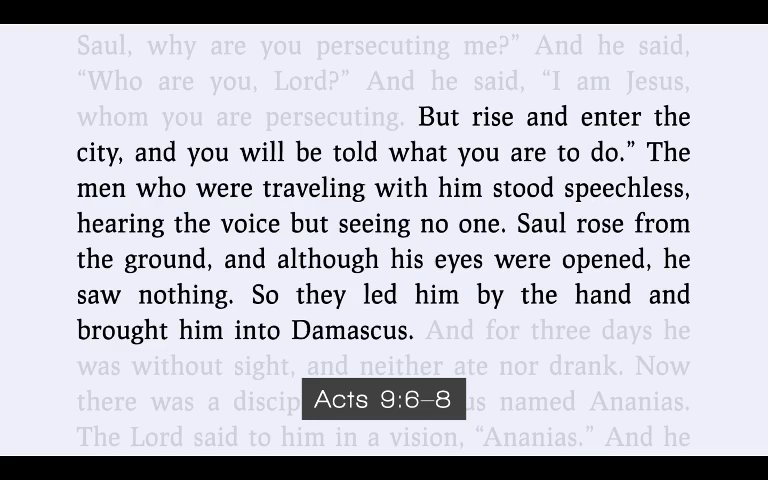 Saul, why are you persecuting me?” And he said,
“Who are you, Lord?” And he said, “I am Jesus,
whom you are persecuting. But rise and enter the
city, and you will be told what you are to do.” The
men who were traveling with him stood speechless,
hearing the voice but seeing no one. Saul rose from
the ground, and although his eyes were opened, he
saw nothing. So they led him by the hand and
brought him into Damascus. And for three days he
was without sight, and neither ate nor drank. Now
there was a discip us named Ananias.
Acts 9:6–8
The Lord said to him in a vision, “Ananias.” And he